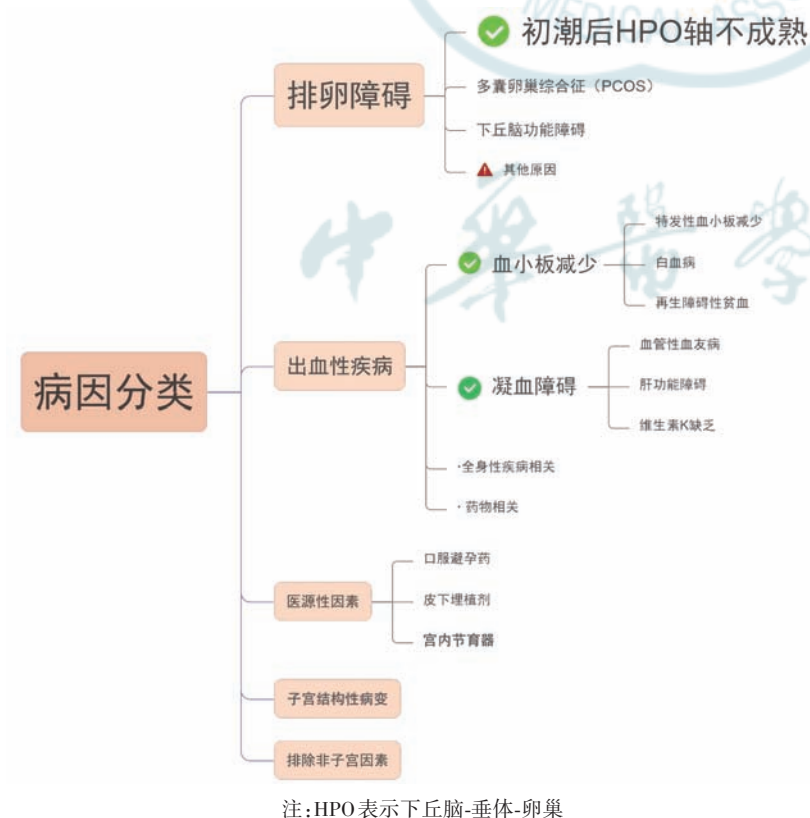 MEDICAL ASS
初潮后HPO轴不成熟
排卵障碍
多囊卵巢综合征（PCOS）
下丘脑功能障碍
其他原因
中华医学
特发性血小板减少
血小板减少
白血病
再生障碍性贫血
血管性血友病
出血性疾病
病因分类
凝血障碍
肝功能障碍
维生素K缺乏
·全身性疾病相关
·药物相关
口服避孕药
医源性因素
皮下埋植剂
宫内节育器
子宫结构性病变
排除非子宫因素
注：HPO表示下丘脑-垂体-卵巢